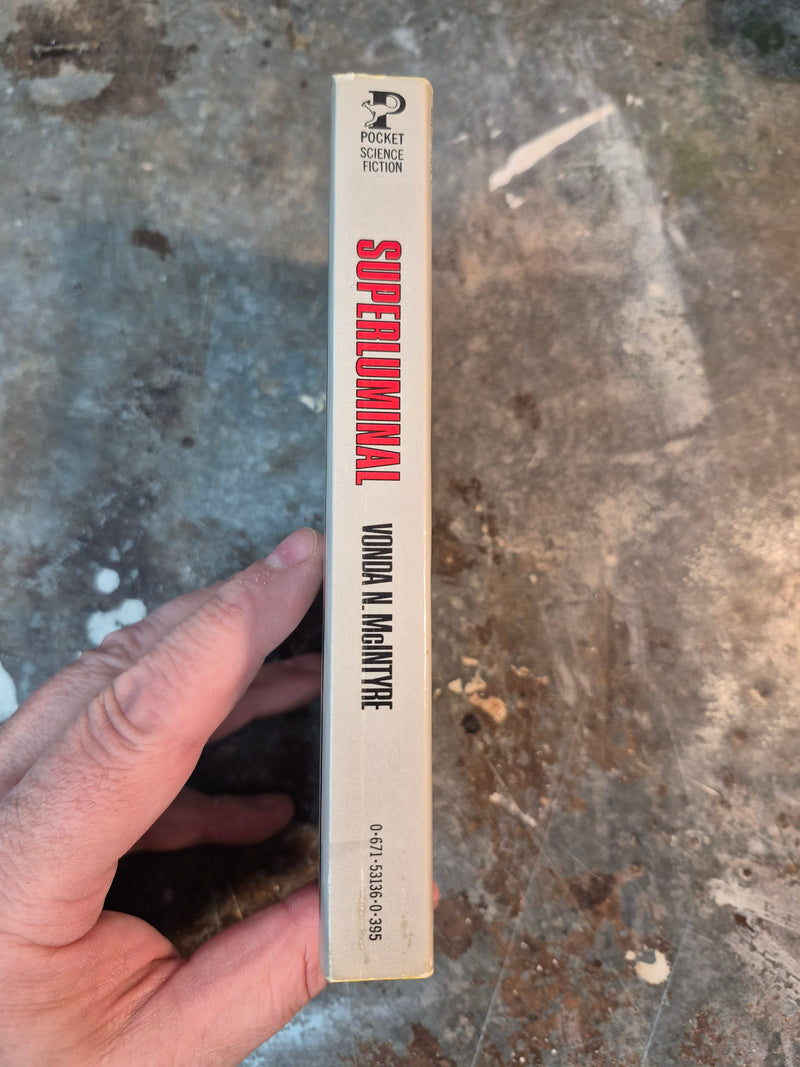 P
POCKET
SCIENCE
FICTION
SUPERLUMINAL
VONDA N. McINTYRE
0·671·53136·0·395